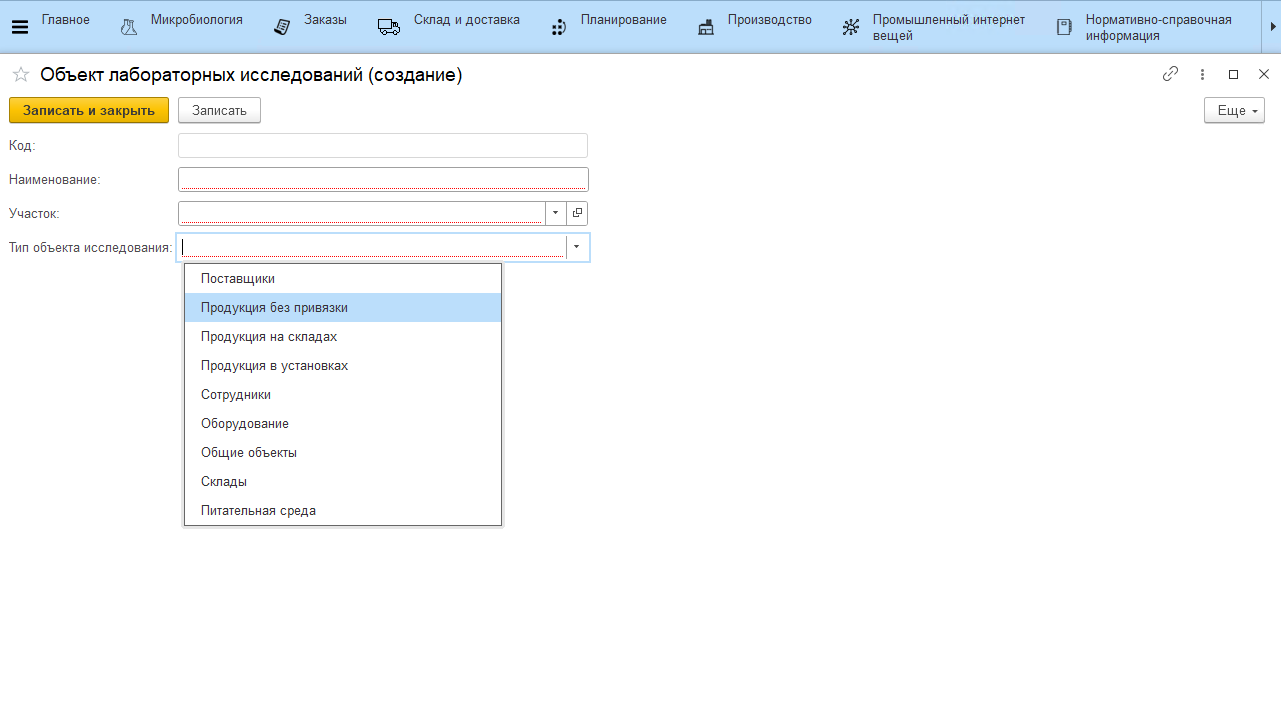 Главное
Микробиология
Заказы
Склад и доставка
Планирование
Производство
Промышленный интернет
вещей
Нормативно-справочная
информация
Объект лабораторных исследований (создание)
Записать и закрыть
Записать
Еще
Код:
Наименование:
Участок:
Тип объекта исследования:
Поставщики
Продукция без привязки
Продукция на складах
Продукция в установках
Сотрудники
Оборудование
Общие объекты
Склады
Питательная среда